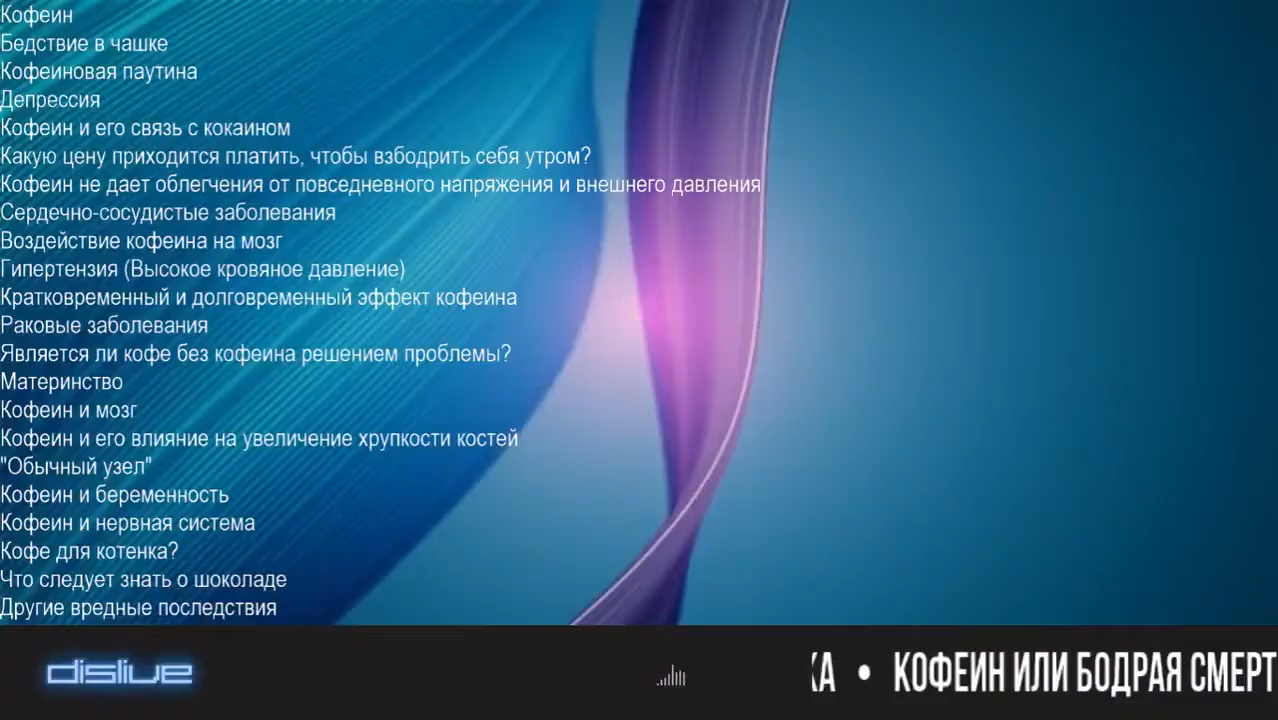 Кофеин
Бедствие в чашке
Кофеиновая паутина
Депрессия
Кофеин и его связь с кокаином
Какую цену приходится платить, чтобы взбодрить себя утром?
Кофеин не дает облегчения от повседневного напряжения и внешнего давления
Сердечно-сосудистые заболевания
Воздействие кофеина на мозг
Гипертензия (Высокое кровяное давление)
Кратковременный и долговременный эффект кофеина
Раковые заболевания
Является ли кофе без кофеина решением проблемы?
Материнство
Кофеин и мозг
Кофеин и его влияние на увеличение хрупкости костей
"Обычный узел"
Кофеин и беременность
Кофеин и нервная система
Кофе для котенка?
Что следует знать о шоколаде
Другие вредные последствия
dislive
КА • КОФЕИН ИЛИ БОДРАЯ СМЕРТ